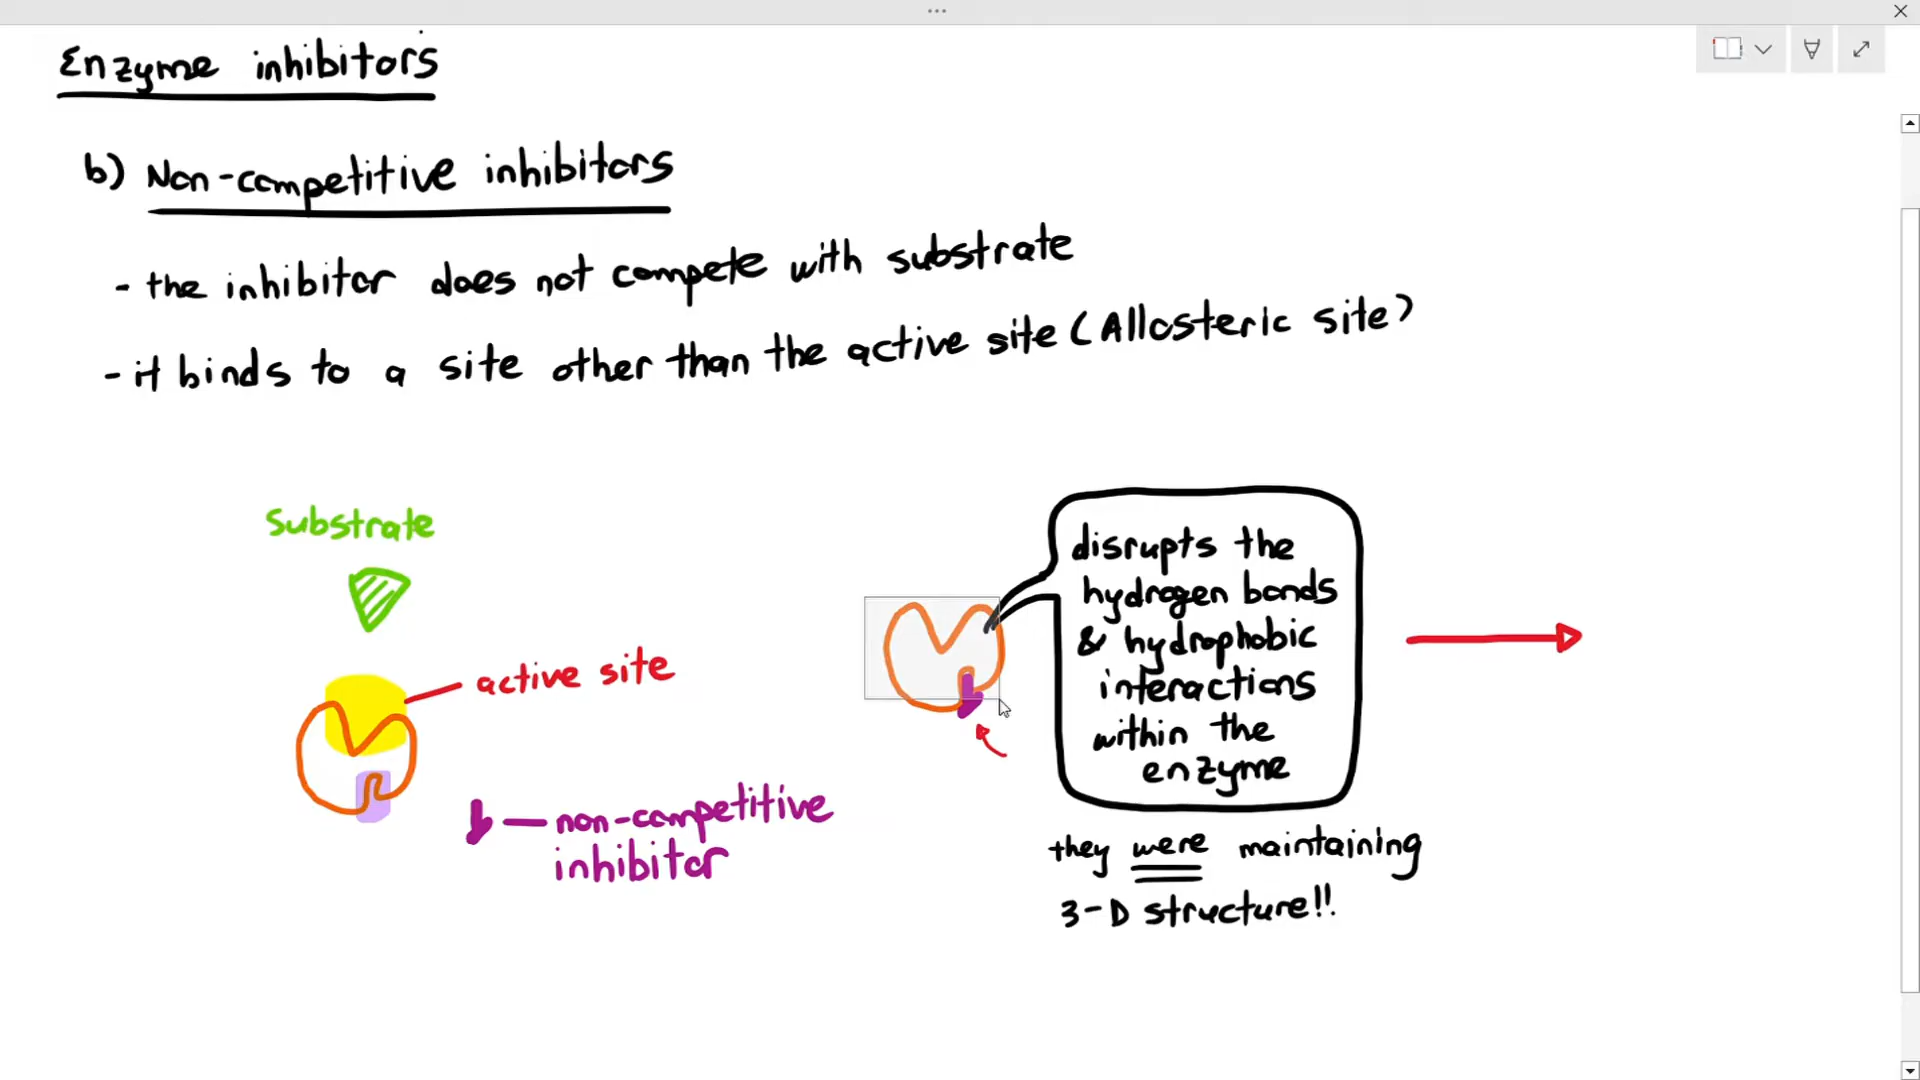 Enzyme inhibitors
b) Non-competitive inhibitors
- the inhibitor does not compete with substrate
- it binds to a site other than the active site (Allosteric site)
Substrate
active site
non-competitive
inhibitor
disrupts the
hydrogen bonds
& hydrophobic
interactions
within the
enzyme
they were maintaining
3-D structure!!